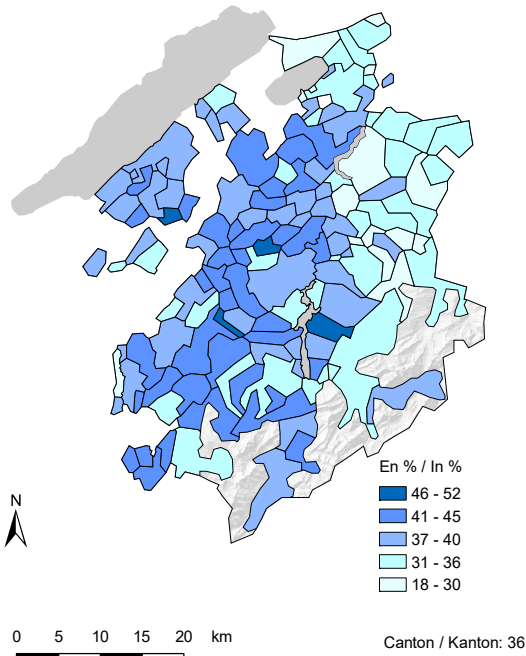 En % / In %
46 - 52
41 - 45
37 - 40
31 - 36
18 - 30
N
0 5 10 15 20 km
Canton / Kanton: 36